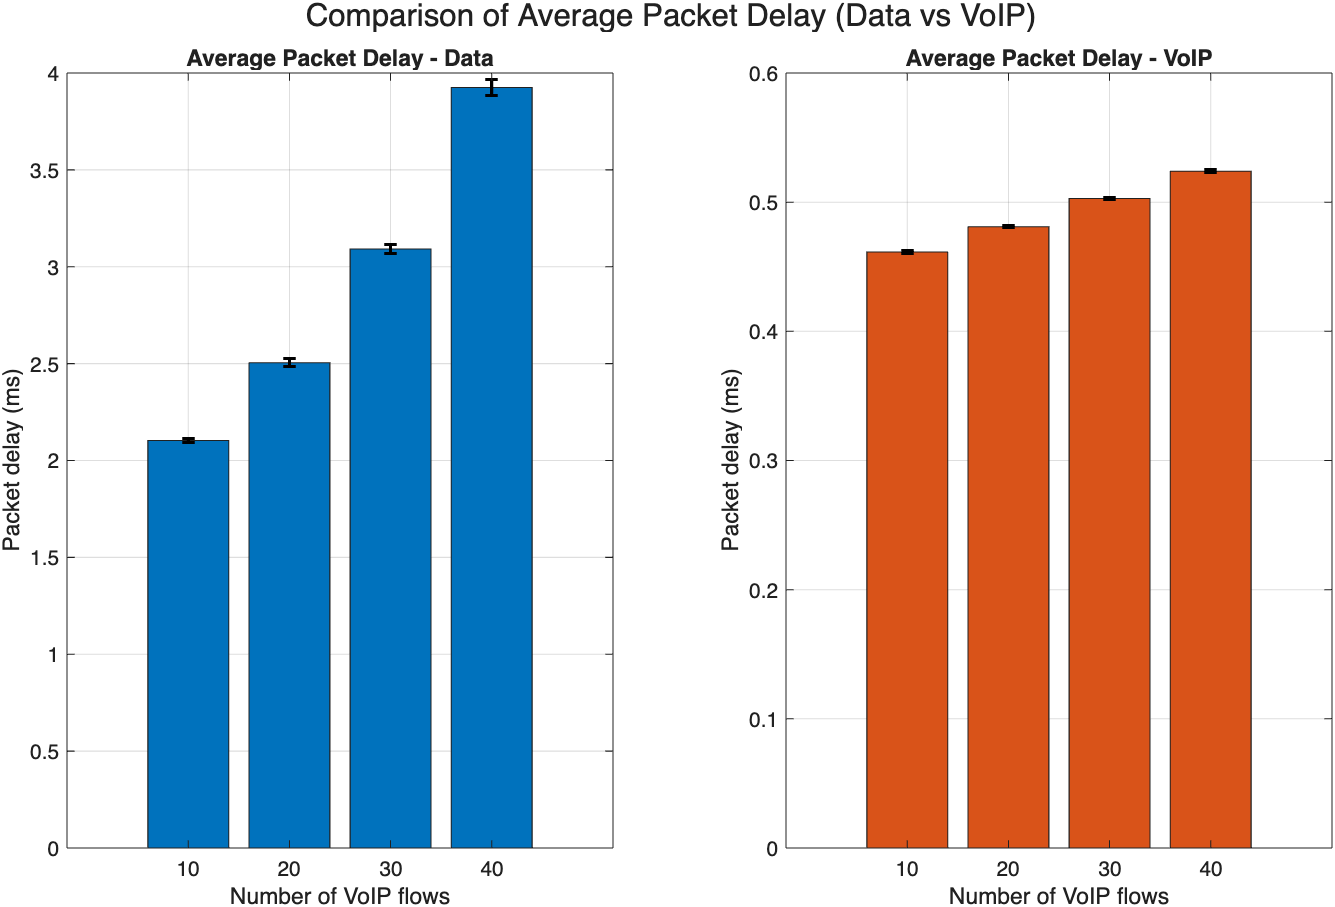 Comparison of Average Packet Delay (Data vs VoIP)
Average Packet Delay - Data
4
3.5
3
2.5
2
1.5
1
0.5
0
Packet delay (ms)
10 20 30 40
Number of VoIP flows
Average Packet Delay - VoIP
0.6
0.5
0.4
0.3
0.2
0.1
0
Packet delay (ms)
10 20 30 40
Number of VoIP flows